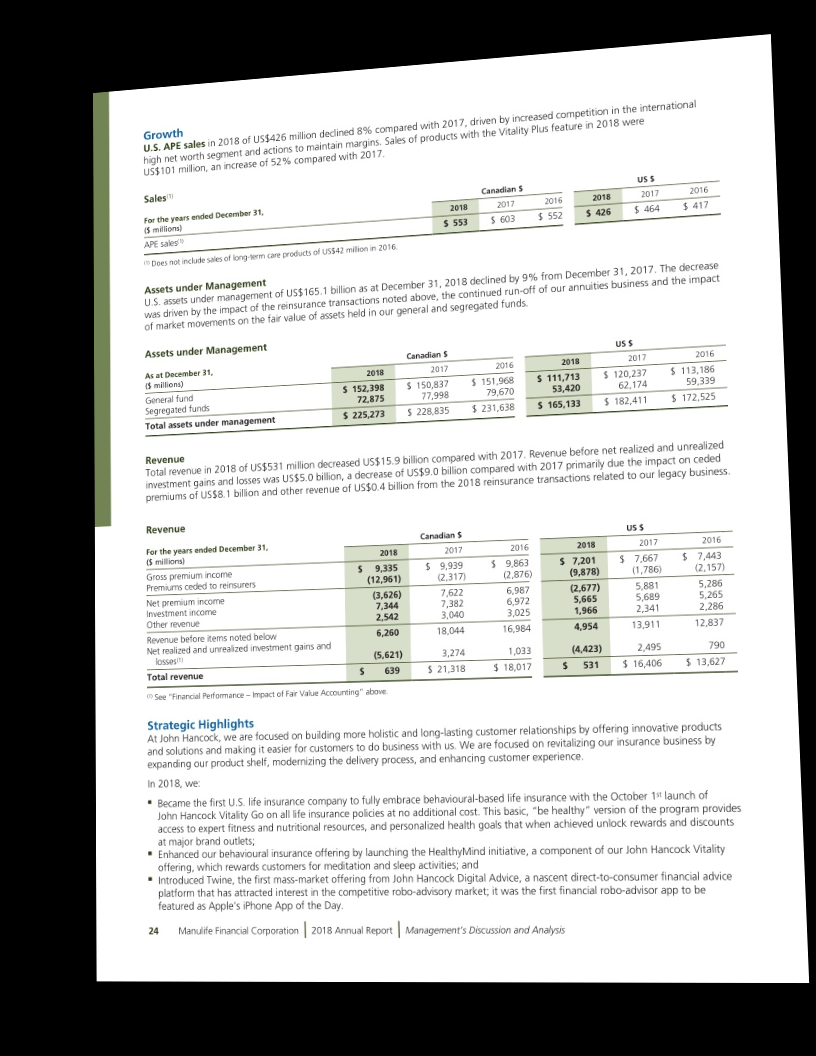 Growth
U.S. APE sales in 2018 of US$426 million declined 8% compared with 2017, driven by increased competition in the international
high net worth segment and actions to maintain margins. Sales of products with the Vitality Plus feature in 2018 were
US$101 million, an increase of 52% compared with 2017.
Sales(1)
Canadian $ US $
For the years ended December 31,
($ millions) 2018 2017 2016 2018 2017 2016
APE sales(1) $ 553 $ 603 $ 552 $ 426 $ 464 $ 417
(1) Does not include sales of long-term care products of US$42 million in 2016.
Assets under Management
U.S. assets under management of US$165.1 billion as at December 31, 2018 declined by 9% from December 31, 2017. The decrease
was driven by the impact of the reinsurance transactions noted above, the continued run-off of our annuities business and the impact
of market movements on the fair value of assets held in our general and segregated funds.
Assets under Management
Canadian $ US $
As at December 31,
($ millions) 2018 2017 2016 2018 2017 2016
General fund $ 152,398 $ 150,837 $ 151,968 $ 111,713 $ 120,237 $ 113,186
Segregated funds 72,875 77,998 79,670 53,420 62,174 59,339
Total assets under management $ 225,273 $ 228,835 $ 231,638 $ 165,133 $ 182,411 $ 172,525
Revenue
Total revenue in 2018 of US$531 million decreased US$15.9 billion compared with 2017. Revenue before net realized and unrealized
investment gains and losses was US$5.0 billion, a decrease of US$9.0 billion compared with 2017 primarily due the impact on ceded
premiums of US$8.1 billion and other revenue of US$0.4 billion from the 2018 reinsurance transactions related to our legacy business.
Revenue
Canadian $ US $
For the years ended December 31,
($ millions) 2018 2017 2016 2018 2017 2016
Gross premium income $ 9,335 $ 9,939 $ 9,863 $ 7,201 $ 7,667 $ 7,443
Premiums ceded to reinsurers (12,961) (2,317) (2,876) (9,878) (1,786) (2,157)
Net premium income (3,626) 7,622 6,987 (2,677) 5,881 5,286
Investment income 7,344 7,382 6,972 5,665 5,689 5,265
Other revenue 2,542 3,040 3,025 1,966 2,341 2,286
Revenue before items noted below 6,260 18,044 16,984 4,954 13,911 12,837
Net realized and unrealized investment gains and
losses(1) (5,621) 3,274 1,033 (4,423) 2,495 790
Total revenue $ 639 $ 21,318 $ 18,017 $ 531 $ 16,406 $ 13,627
(1) See "Financial Performance – Impact of Fair Value Accounting" above.
Strategic Highlights
At John Hancock, we are focused on building more holistic and long-lasting customer relationships by offering innovative products
and solutions and making it easier for customers to do business with us. We are focused on revitalizing our insurance business by
expanding our product shelf, modernizing the delivery process, and enhancing customer experience.
In 2018, we:
▪ Became the first U.S. life insurance company to fully embrace behavioural-based life insurance with the October 1st launch of
John Hancock Vitality Go on all life insurance policies at no additional cost. This basic, "be healthy" version of the program provides
access to expert fitness and nutritional resources, and personalized health goals that when achieved unlock rewards and discounts
at major brand outlets;
▪ Enhanced our behavioural insurance offering by launching the HealthyMind initiative, a component of our John Hancock Vitality
offering, which rewards customers for meditation and sleep activities; and
▪ Introduced Twine, the first mass-market offering from John Hancock Digital Advice, a nascent direct-to-consumer financial advice
platform that has attracted interest in the competitive robo-advisory market; it was the first financial robo-advisor app to be
featured as Apple's iPhone App of the Day.
24 Manulife Financial Corporation | 2018 Annual Report | Management's Discussion and Analysis